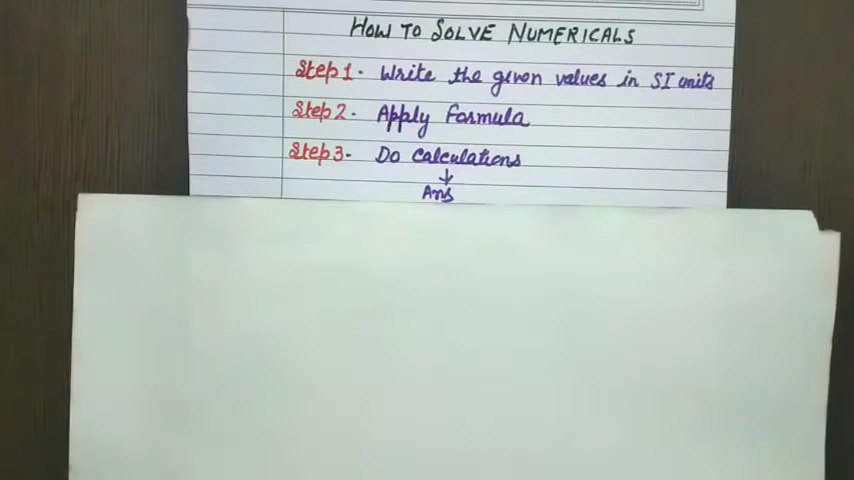 HOW TO SOLVE NUMERICALS
Step 1. Write the given values in SI units
Step 2. Apply formula
Step 3- Do calculations
↓
Ans